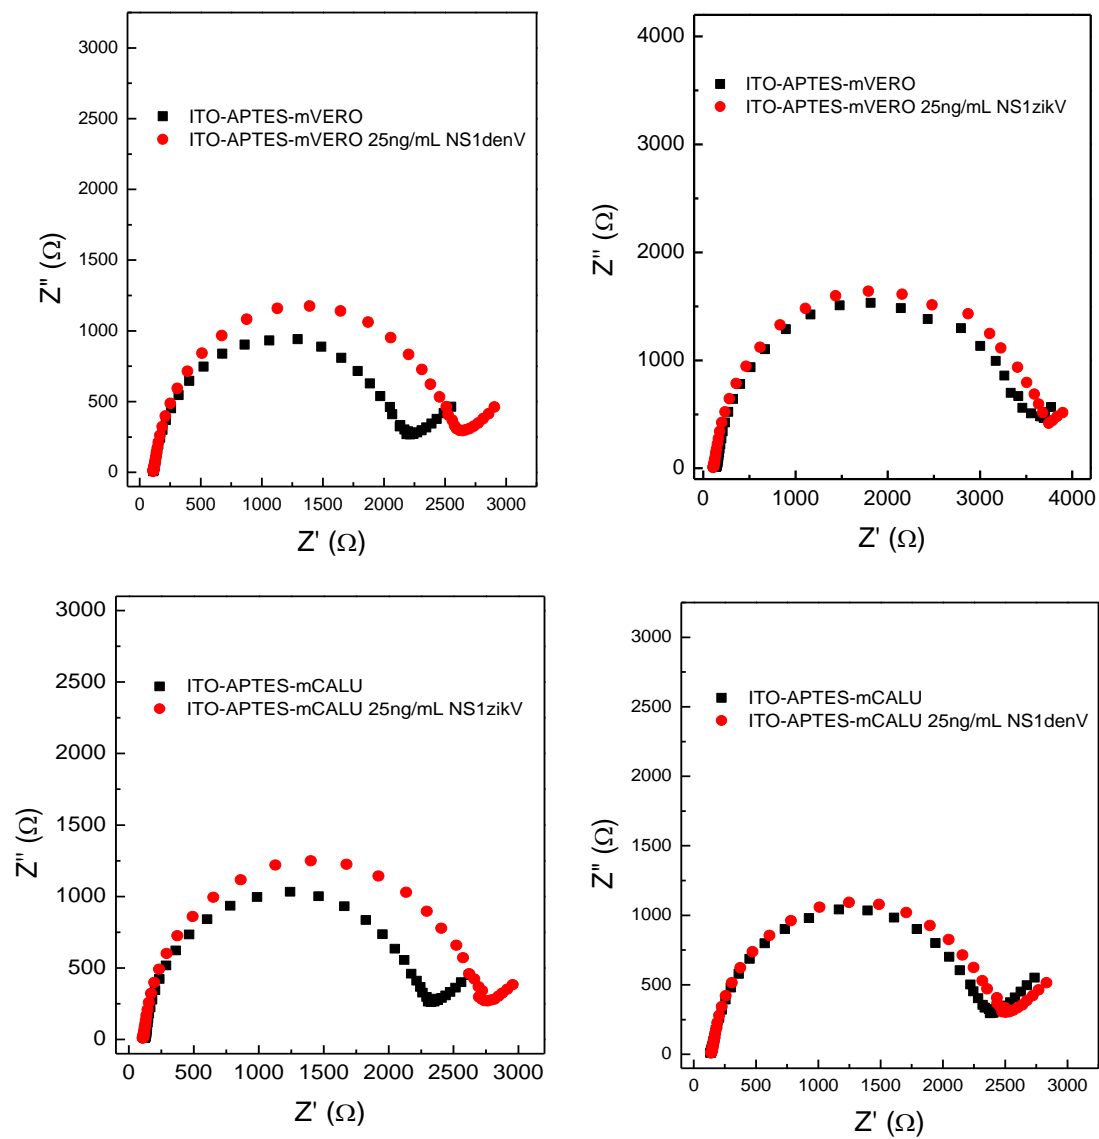 3000
2500
2000
1500
1000
500
0
Z'' (Ω)
ITO-APTES-mVERO
ITO-APTES-mVERO 25ng/mL NS1denV
0 500 1000 1500 2000 2500 3000
Z' (Ω)
4000
3000
2000
1000
0
Z'' (Ω)
ITO-APTES-mVERO
ITO-APTES-mVERO 25ng/mL NS1zikV
0 1000 2000 3000 4000
Z' (Ω)
3000
2500
2000
1500
1000
500
0
Z'' (Ω)
ITO-APTES-mCALU
ITO-APTES-mCALU 25ng/mL NS1zikV
0 500 1000 1500 2000 2500 3000
Z' (Ω)
3000
2500
2000
1500
1000
500
0
Z'' (Ω)
ITO-APTES-mCALU
ITO-APTES-mCALU 25ng/mL NS1denV
0 500 1000 1500 2000 2500 3000
Z' (Ω)